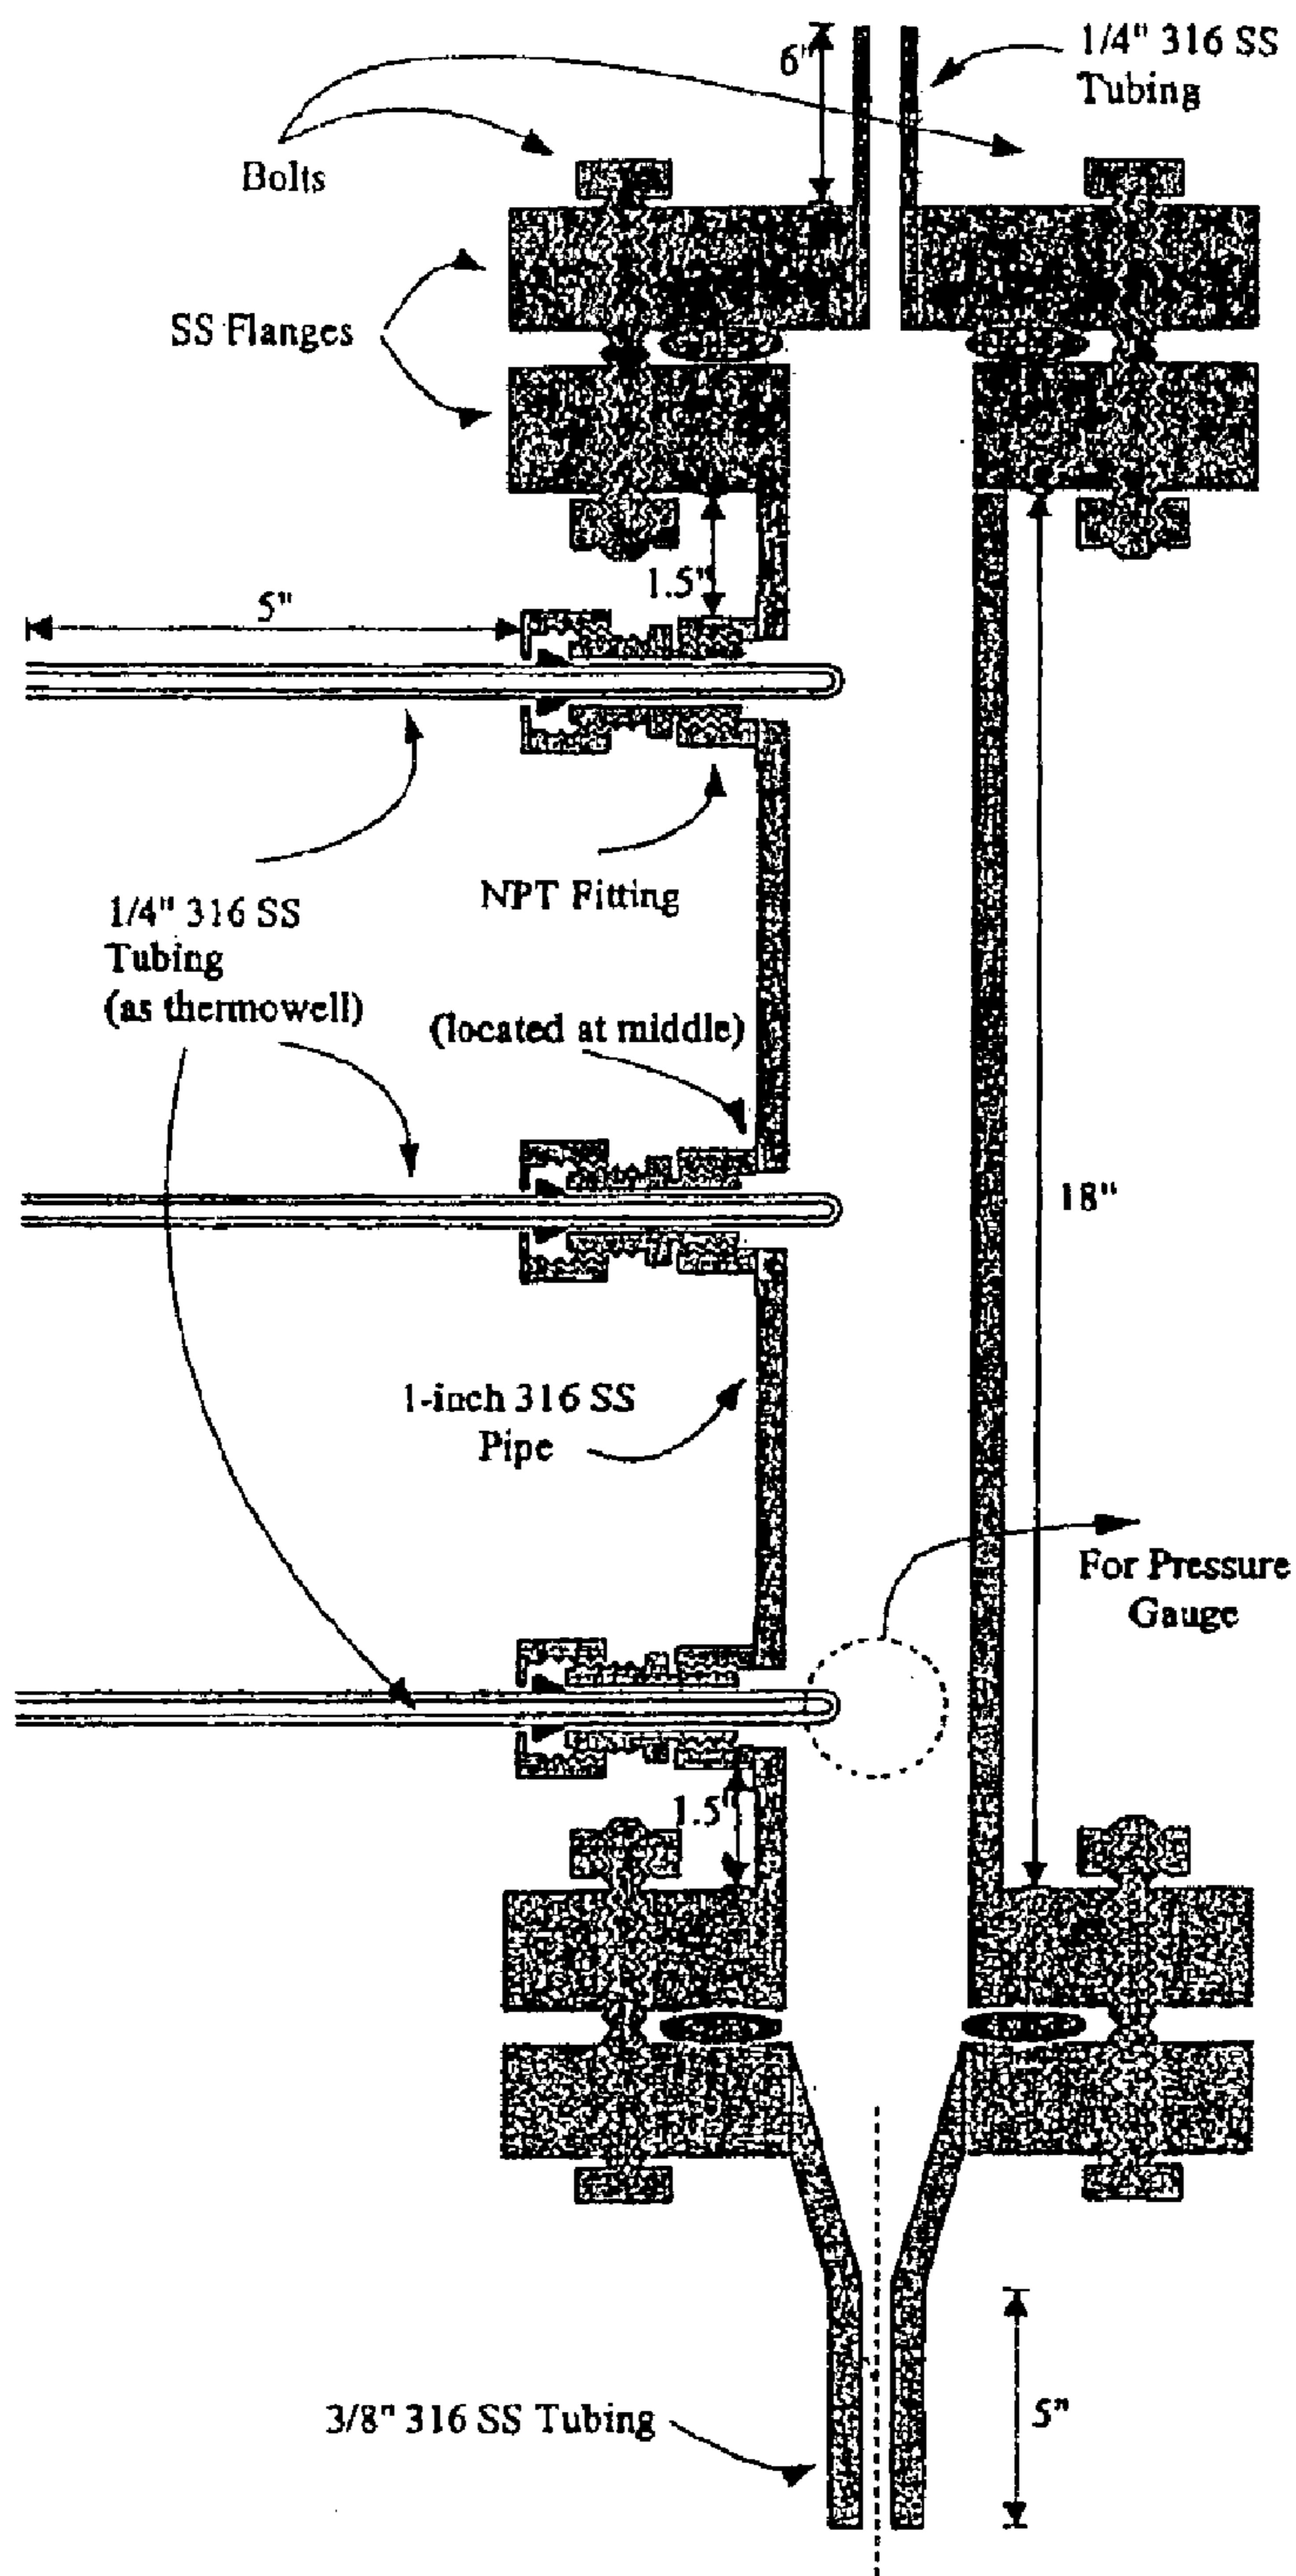 6"
1/4" 316 SS
Tubing
Bolts
SS Flanges
1.5"
5"
NPT Fitting
1/4" 316 SS
Tubing
(as thermowell)
(located at middle)
18"
1-inch 316 SS
Pipe
For Pressure
Gauge
1.5"
3/8" 316 SS Tubing
5"